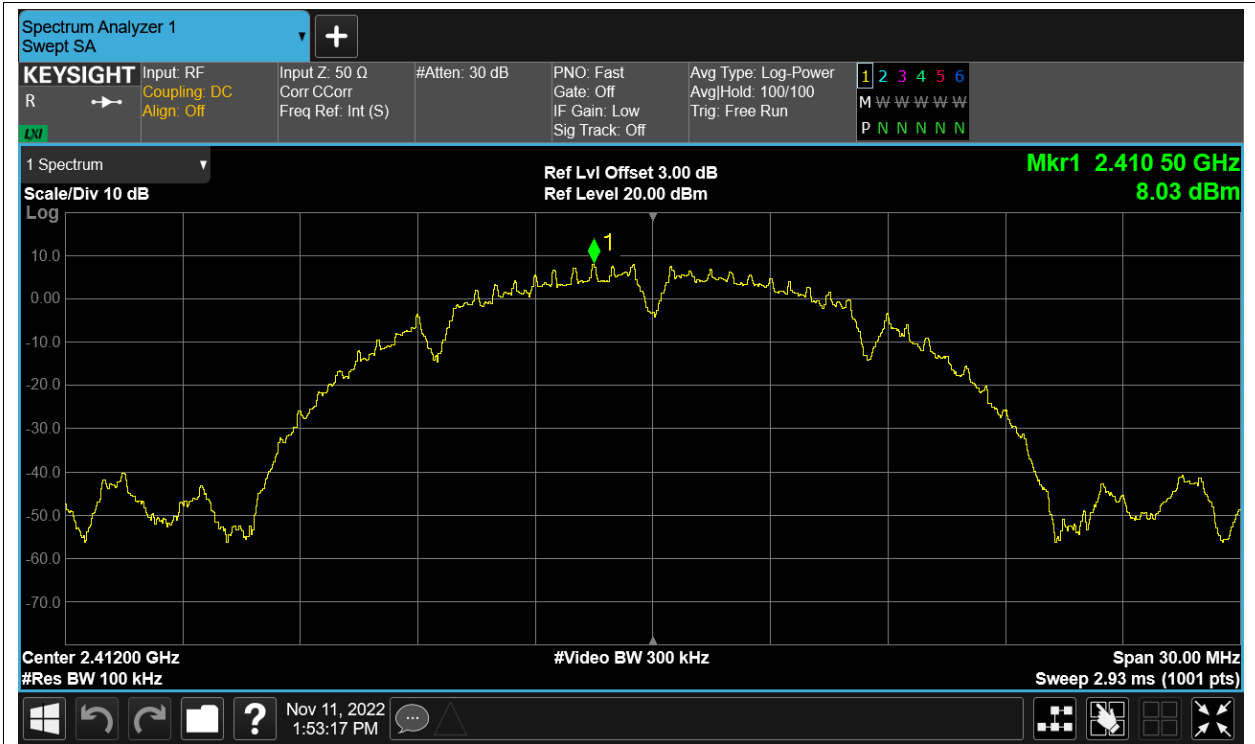 Spectrum Analyzer 1
Swept SA
+
KEYSIGHT
R
LXI
Input: RF
Coupling: DC
Align: Off
Input Z: 50 Ω
Corr CCorr
Freq Ref: Int (S)
#Atten: 30 dB
PNO: Fast
Gate: Off
IF Gain: Low
Sig Track: Off
Avg Type: Log-Power
Avg|Hold: 100/100
Trig: Free Run
1 2 3 4 5 6
M W W W W W
P N N N N N
1 Spectrum
Scale/Div 10 dB
Log
Ref Lvl Offset 3.00 dB
Ref Level 20.00 dBm
Mkr1 2.410 50 GHz
8.03 dBm
1
10.0
0.00
-10.0
-20.0
-30.0
-40.0
-50.0
-60.0
-70.0
Center 2.41200 GHz
#Res BW 100 kHz
#Video BW 300 kHz
Span 30.00 MHz
Sweep 2.93 ms (1001 pts)
?
Nov 11, 2022
1:53:17 PM